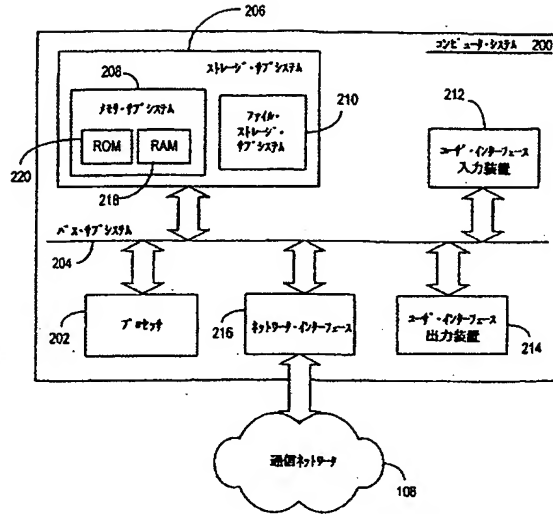 206
コンピュータ・システム 200
208
ストレージ・サブシステム
メモリ・サブシステム
ファイル・
ストレージ・
サブシステム
210
212
ROM
RAM
220
218
ユーザ・インターフェース
入力装置
バス・サブシステム
204
202
プロセッサ
216
ネットワーク・インターフェース
ユーザ・インターフェース
出力装置
214
通信ネットワーク
108